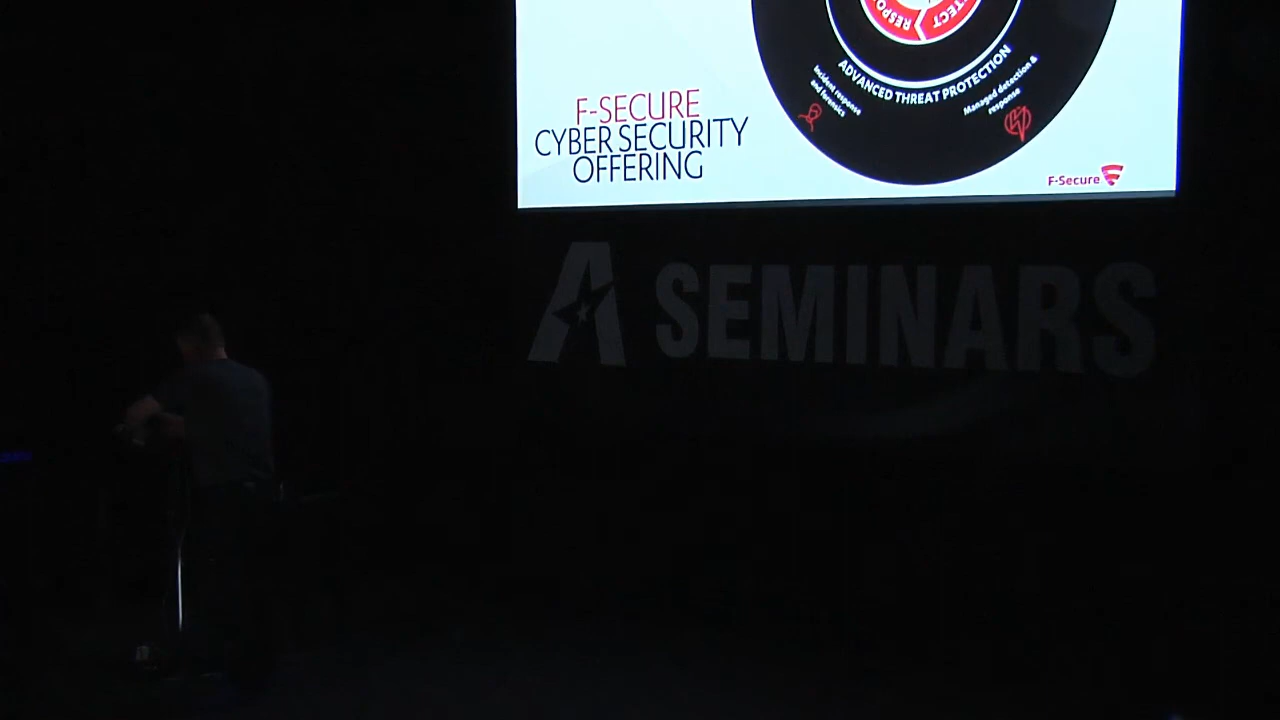 ADVANCED THREAT PROTECTION
Incident response
and forensics
Managed detection &
response
F-SECURE
CYBER SECURITY
OFFERING
F-Secure
A SEMINARS